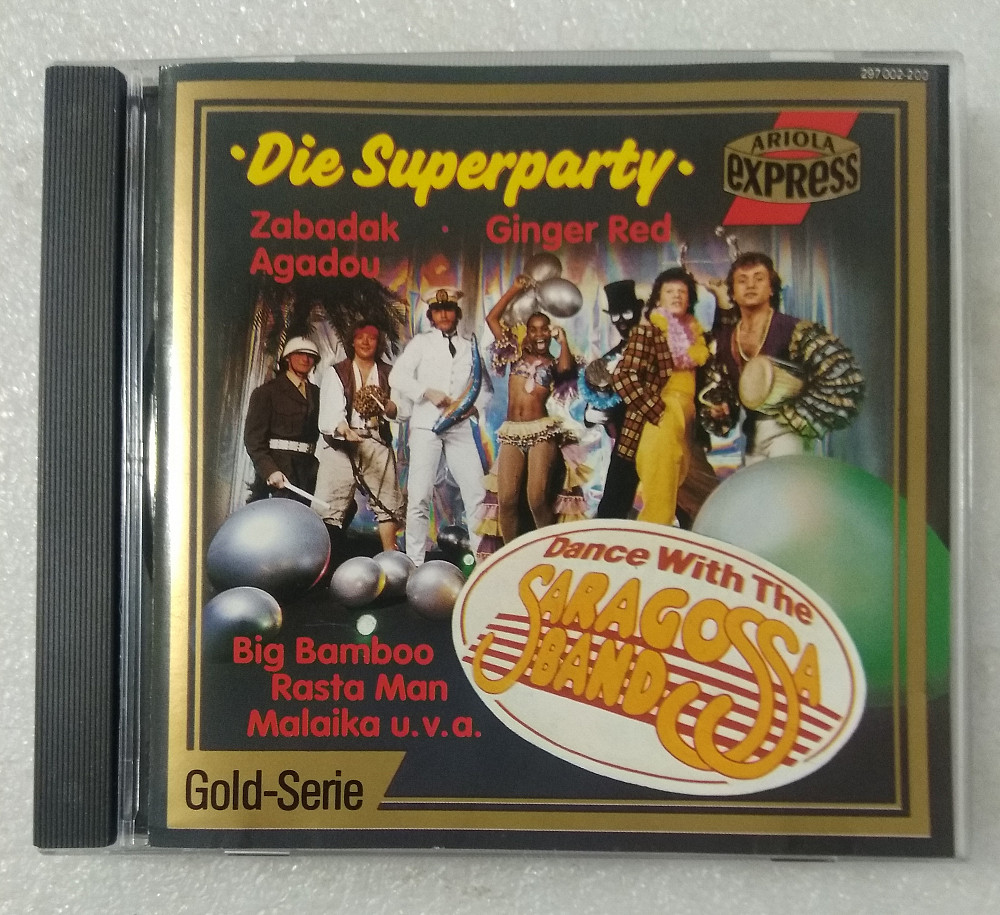 297 002-200
ARIOLA
EXPRESS
·Die Superparty·
Zabadak · Ginger Red
Agadou
Dance With The
SARAGOSSA
BAND
Big Bamboo
Rasta Man
Malaika u.v.a.
Gold-Serie